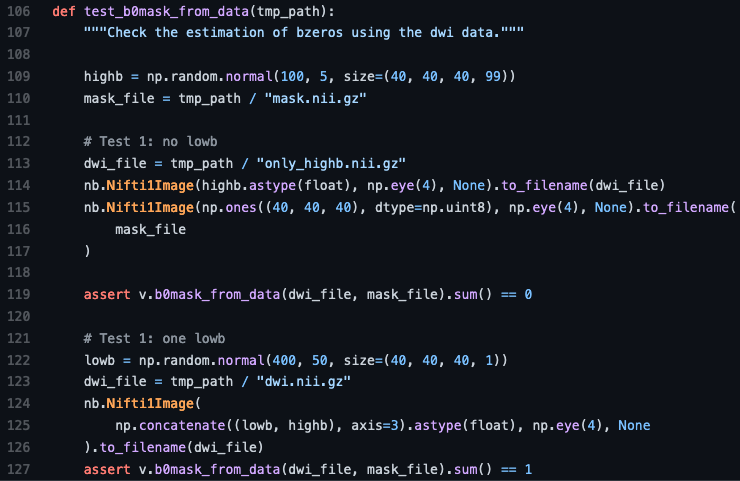 106 def test_b0mask_from_data(tmp_path):
107     """Check the estimation of bzeros using the dwi data."""
108
109     highb = np.random.normal(100, 5, size=(40, 40, 40, 99))
110     mask_file = tmp_path / "mask.nii.gz"
111
112     # Test 1: no lowb
113     dwi_file = tmp_path / "only_highb.nii.gz"
114     nb.Nifti1Image(highb.astype(float), np.eye(4), None).to_filename(dwi_file)
115     nb.Nifti1Image(np.ones((40, 40, 40), dtype=np.uint8), np.eye(4), None).to_filename(
116         mask_file
117     )
118
119     assert v.b0mask_from_data(dwi_file, mask_file).sum() == 0
120
121     # Test 1: one lowb
122     lowb = np.random.normal(400, 50, size=(40, 40, 40, 1))
123     dwi_file = tmp_path / "dwi.nii.gz"
124     nb.Nifti1Image(
125         np.concatenate((lowb, highb), axis=3).astype(float), np.eye(4), None
126     ).to_filename(dwi_file)
127     assert v.b0mask_from_data(dwi_file, mask_file).sum() == 1